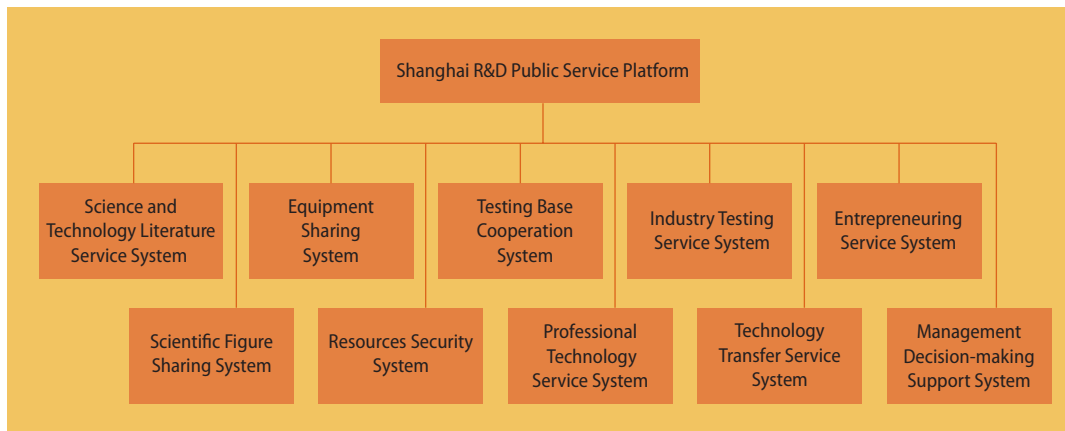 Shanghai R&D Public Service Platform
Science and
Technology Literature
Service System
Equipment
Sharing
System
Testing Base
Cooperation
System
Industry Testing
Service System
Entrepreneuring
Service System
Scientific Figure
Sharing System
Resources Security
System
Professional
Technology
Service System
Technology
Transfer Service
System
Management
Decision-making
Support System